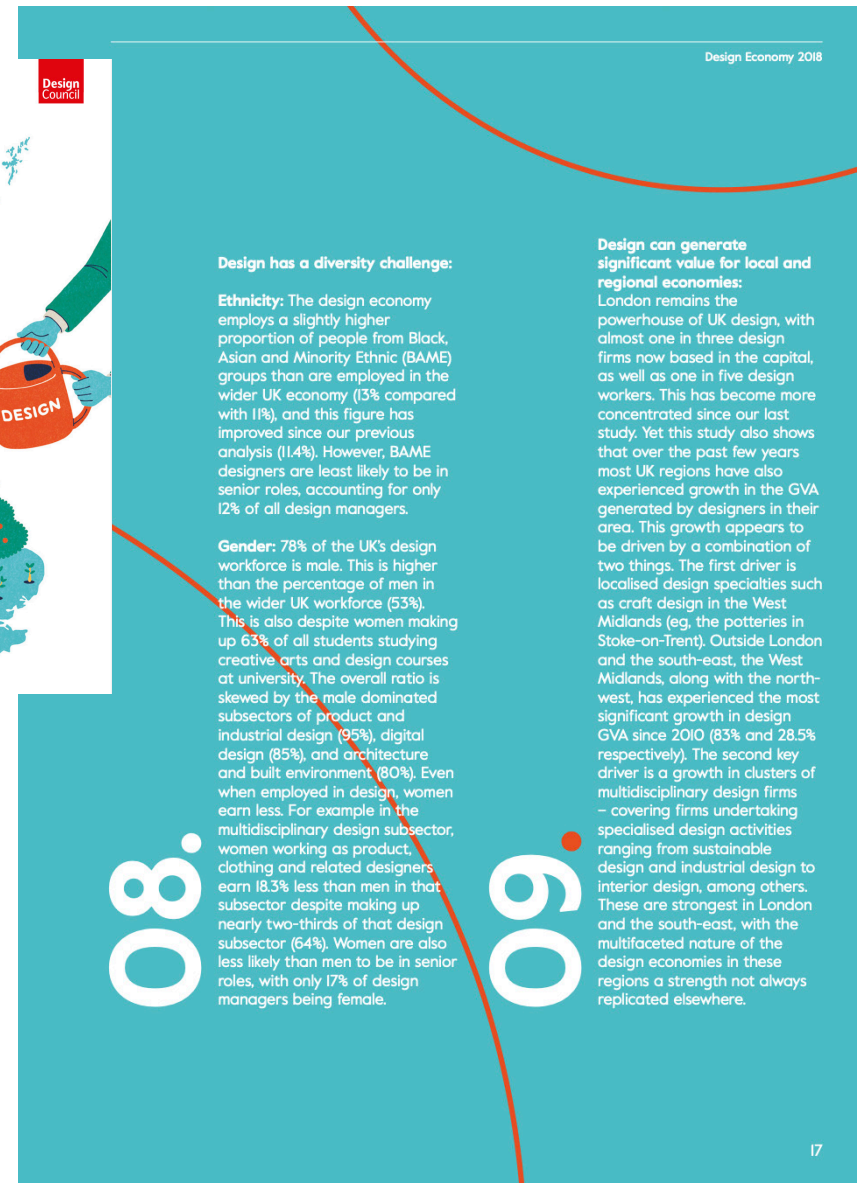 Design Economy 2018
Design
Council
DESIGN
08.
Design has a diversity challenge:
Ethnicity: The design economy
employs a slightly higher
proportion of people from Black,
Asian and Minority Ethnic (BAME)
groups than are employed in the
wider UK economy (13% compared
with 11%), and this figure has
improved since our previous
analysis (11.4%). However, BAME
designers are least likely to be in
senior roles, accounting for only
12% of all design managers.
Gender: 78% of the UK's design
workforce is male. This is higher
than the percentage of men in
the wider UK workforce (53%).
This is also despite women making
up 63% of all students studying
creative arts and design courses
at university. The overall ratio is
skewed by the male dominated
subsectors of product and
industrial design (95%), digital
design (85%), and architecture
and built environment (80%). Even
when employed in design, women
earn less. For example in the
multidisciplinary design subsector,
women working as product,
clothing and related designers
earn 18.3% less than men in that
subsector despite making up
nearly two-thirds of that design
subsector (64%). Women are also
less likely than men to be in senior
roles, with only 17% of design
managers being female.
09.
Design can generate
significant value for local and
regional economies:
London remains the
powerhouse of UK design, with
almost one in three design
firms now based in the capital,
as well as one in five design
workers. This has become more
concentrated since our last
study. Yet this study also shows
that over the past few years
most UK regions have also
experienced growth in the GVA
generated by designers in their
area. This growth appears to
be driven by a combination of
two things. The first driver is
localised design specialties such
as craft design in the West
Midlands (eg, the potteries in
Stoke-on-Trent). Outside London
and the south-east, the West
Midlands, along with the north-
west, has experienced the most
significant growth in design
GVA since 2010 (83% and 28.5%
respectively). The second key
driver is a growth in clusters of
multidisciplinary design firms
– covering firms undertaking
specialised design activities
ranging from sustainable
design and industrial design to
interior design, among others.
These are strongest in London
and the south-east, with the
multifaceted nature of the
design economies in these
regions a strength not always
replicated elsewhere.
17